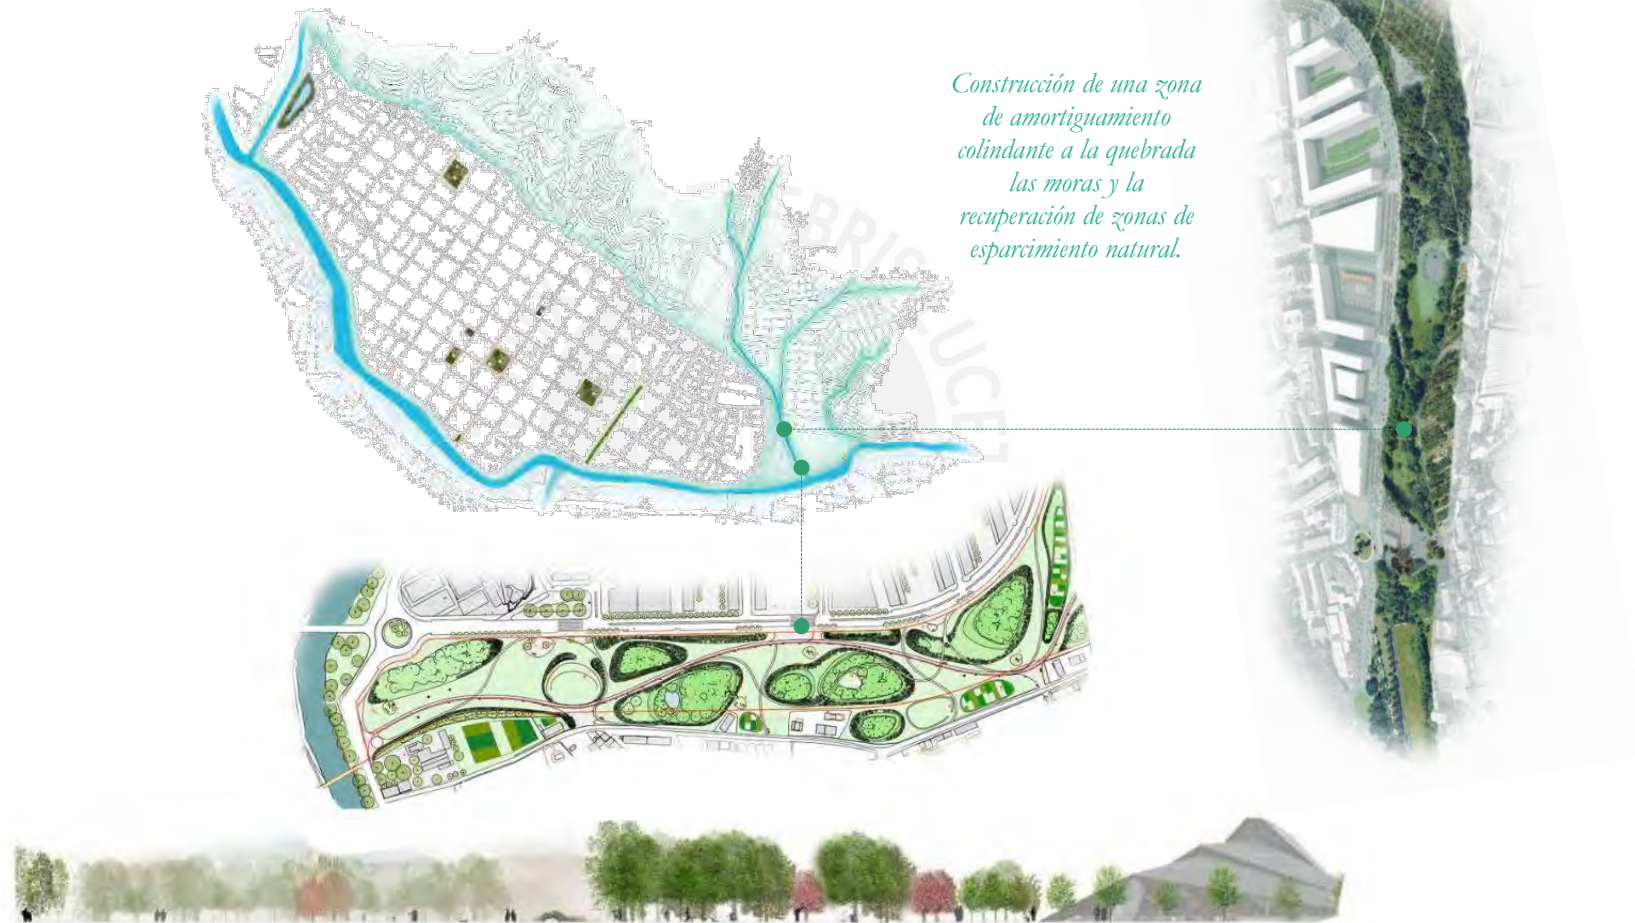 Construcción de una zona
de amortiguamiento
colindante a la quebrada
las moras y la
recuperación de zonas de
esparcimiento natural.